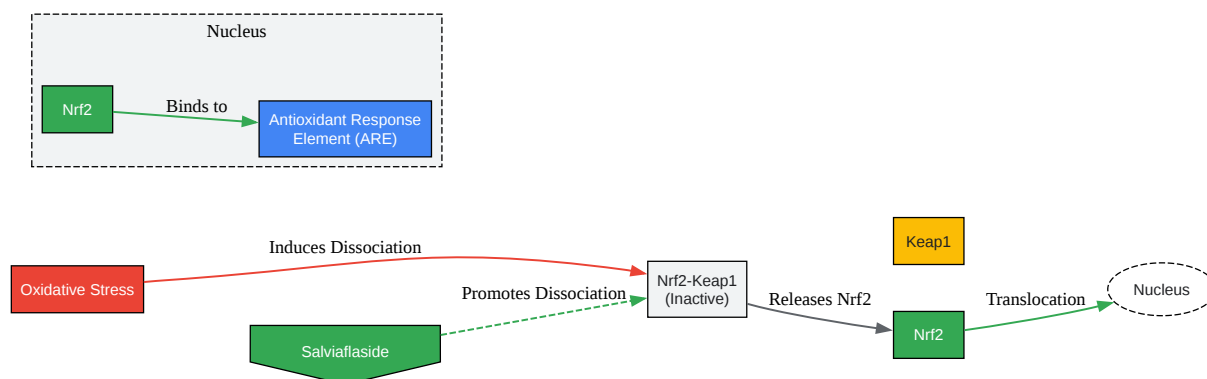 Nucleus
Nrf2
Binds to
Antioxidant Response
Element (ARE)
Oxidative Stress
Induces Dissociation
Promotes Dissociation
Salviaflaside
Nrf2-Keap1
(Inactive)
Releases Nrf2
Keap1
Nrf2
Translocation
Nucleus